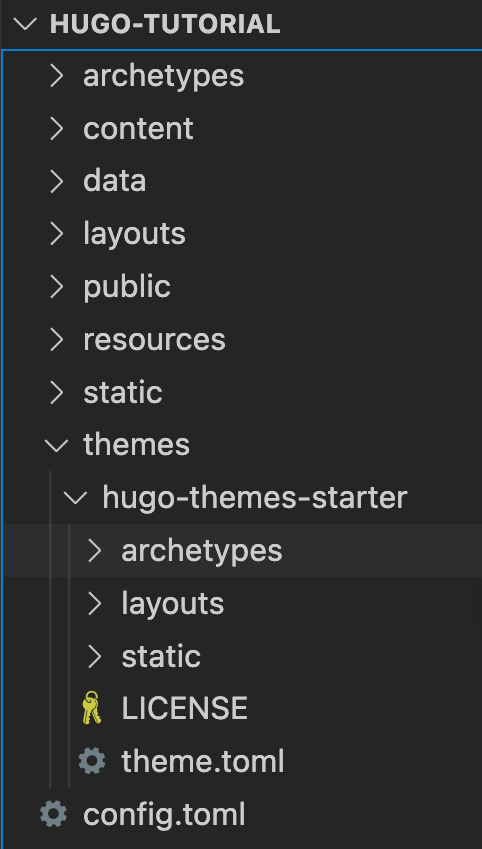 HUGO-TUTORIAL
archetypes
content
data
layouts
public
resources
static
themes
hugo-themes-starter
archetypes
layouts
static
LICENSE
theme.toml
config.toml